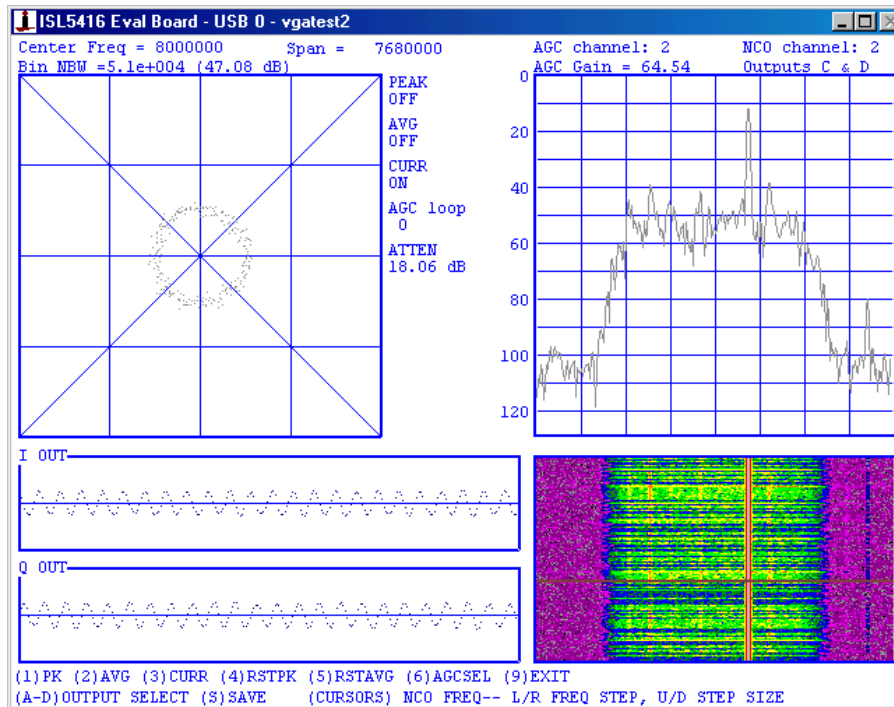 ISL5416 Eval Board - USB 0 - vgatest2
Center Freq = 8000000 Span = 7680000
Bin NBW =5.1e+004 (47.08 dB)
AGC channel: 2 NCO channel: 2
AGC Gain = 64.54 Outputs C & D
PEAK
OFF
AVG
OFF
CURR
ON
AGC loop
0
ATTEN
18.06 dB
0
20
40
60
80
100
120
I OUT
Q OUT
(1)PK (2)AVG (3)CURR (4)RSTPK (5)RSTAVG (6)AGCSEL (9)EXIT
(A-D)OUTPUT SELECT (S)SAVE (CURSORS) NCO FREQ-- L/R FREQ STEP, U/D STEP SIZE